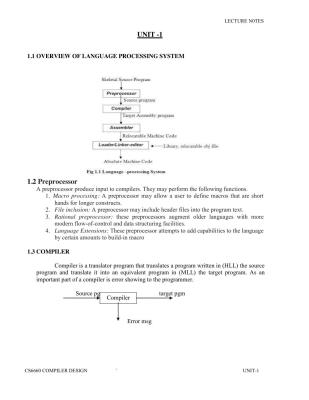 LECTURE NOTES
UNIT -1
1.1 OVERVIEW OF LANGUAGE PROCESSING SYSTEM
Skeletal Source Program
Preprocessor
Source program
Compiler
Target Assembly program
Assembler
Relocatable Machine Code
Loader/Linker-editor
Library, relocatable obj file
Absolute Machine Code
Fig 1.1 Language -processing System
1.2 Preprocessor
A preprocessor produce input to compilers. They may perform the following functions.
1. Macro processing: A preprocessor may allow a user to define macros that are short
hands for longer constructs.
2. File inclusion: A preprocessor may include header files into the program text.
3. Rational preprocessor: these preprocessors augment older languages with more
modern flow-of-control and data structuring facilities.
4. Language Extensions: These preprocessor attempts to add capabilities to the language
by certain amounts to build-in macro
1.3 COMPILER
Compiler is a translator program that translates a program written in (HLL) the source
program and translate it into an equivalent program in (MLL) the target program. As an
important part of a compiler is error showing to the programmer.
Source pg
Compiler
target pgm
Error msg
CS6660 COMPILER DESIGN
UNIT-1